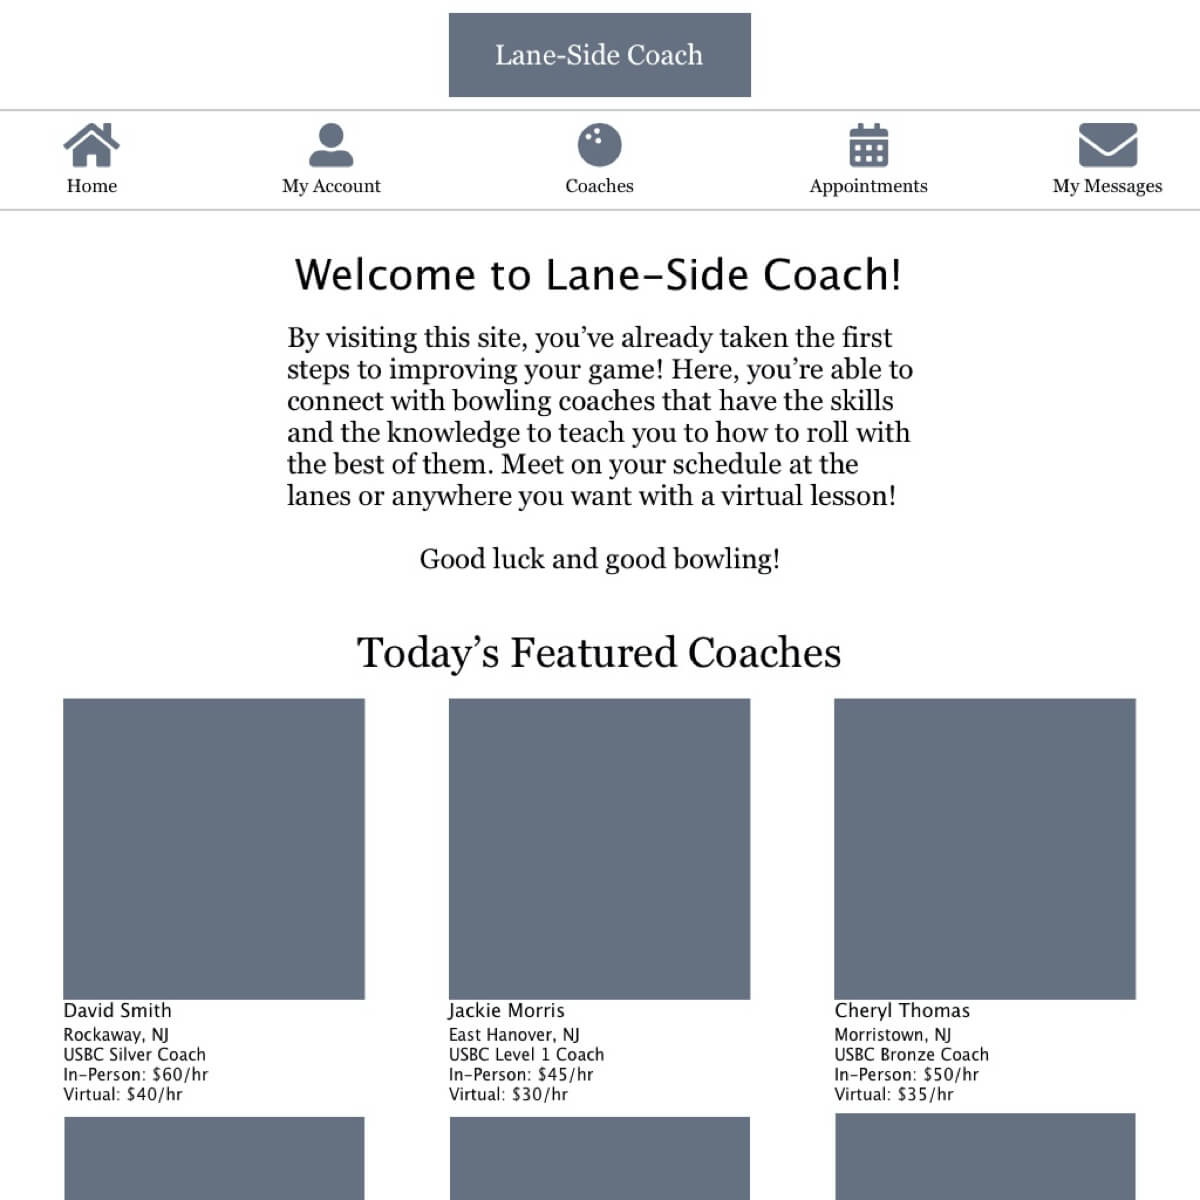 Lane-Side Coach
Home
My Account
Coaches
Appointments
My Messages
Welcome to Lane-Side Coach!
By visiting this site, you’ve already taken the first
steps to improving your game! Here, you’re able to
connect with bowling coaches that have the skills
and the knowledge to teach you to how to roll with
the best of them. Meet on your schedule at the
lanes or anywhere you want with a virtual lesson!
Good luck and good bowling!
Today’s Featured Coaches
David Smith
Rockaway, NJ
USBC Silver Coach
In-Person: $60/hr
Virtual: $40/hr
Jackie Morris
East Hanover, NJ
USBC Level 1 Coach
In-Person: $45/hr
Virtual: $30/hr
Cheryl Thomas
Morristown, NJ
USBC Bronze Coach
In-Person: $50/hr
Virtual: $35/hr